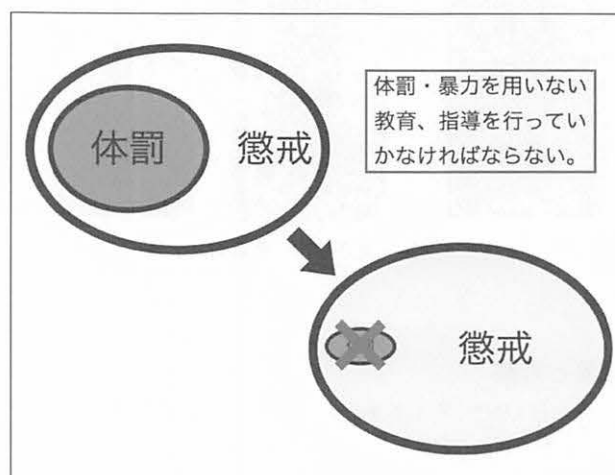 体罰
懲戒
体罰・暴力を用いない
教育、指導を行ってい
かなければならない。
懲戒